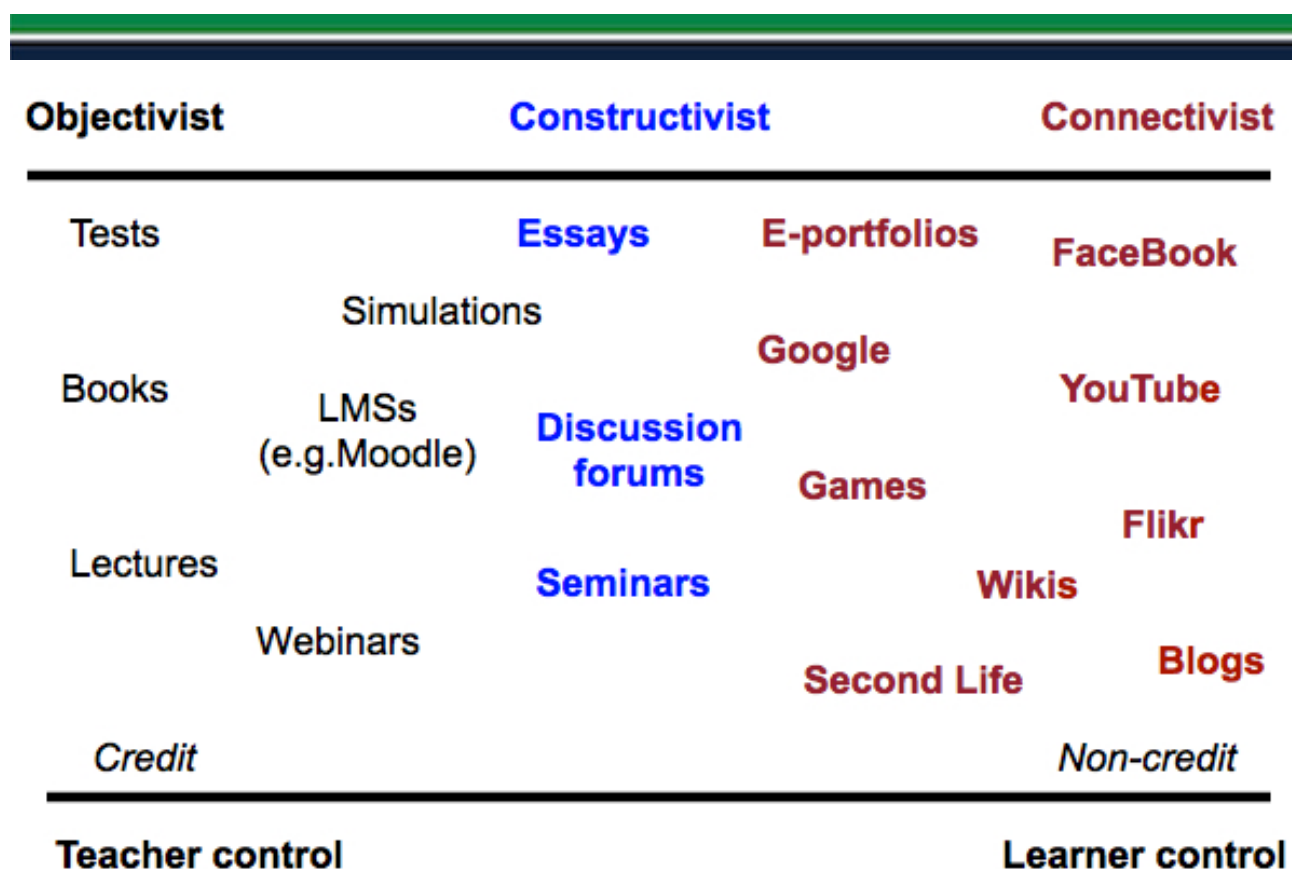 Objectivist Constructivist Connectivist
Tests Essays E-portfolios FaceBook
Simulations
Google
Books YouTube
LMSs
(e.g.Moodle)
Discussion
forums
Games
Flikr
Lectures Seminars Wikis
Webinars Blogs
Second Life
Credit Non-credit
Teacher control Learner control